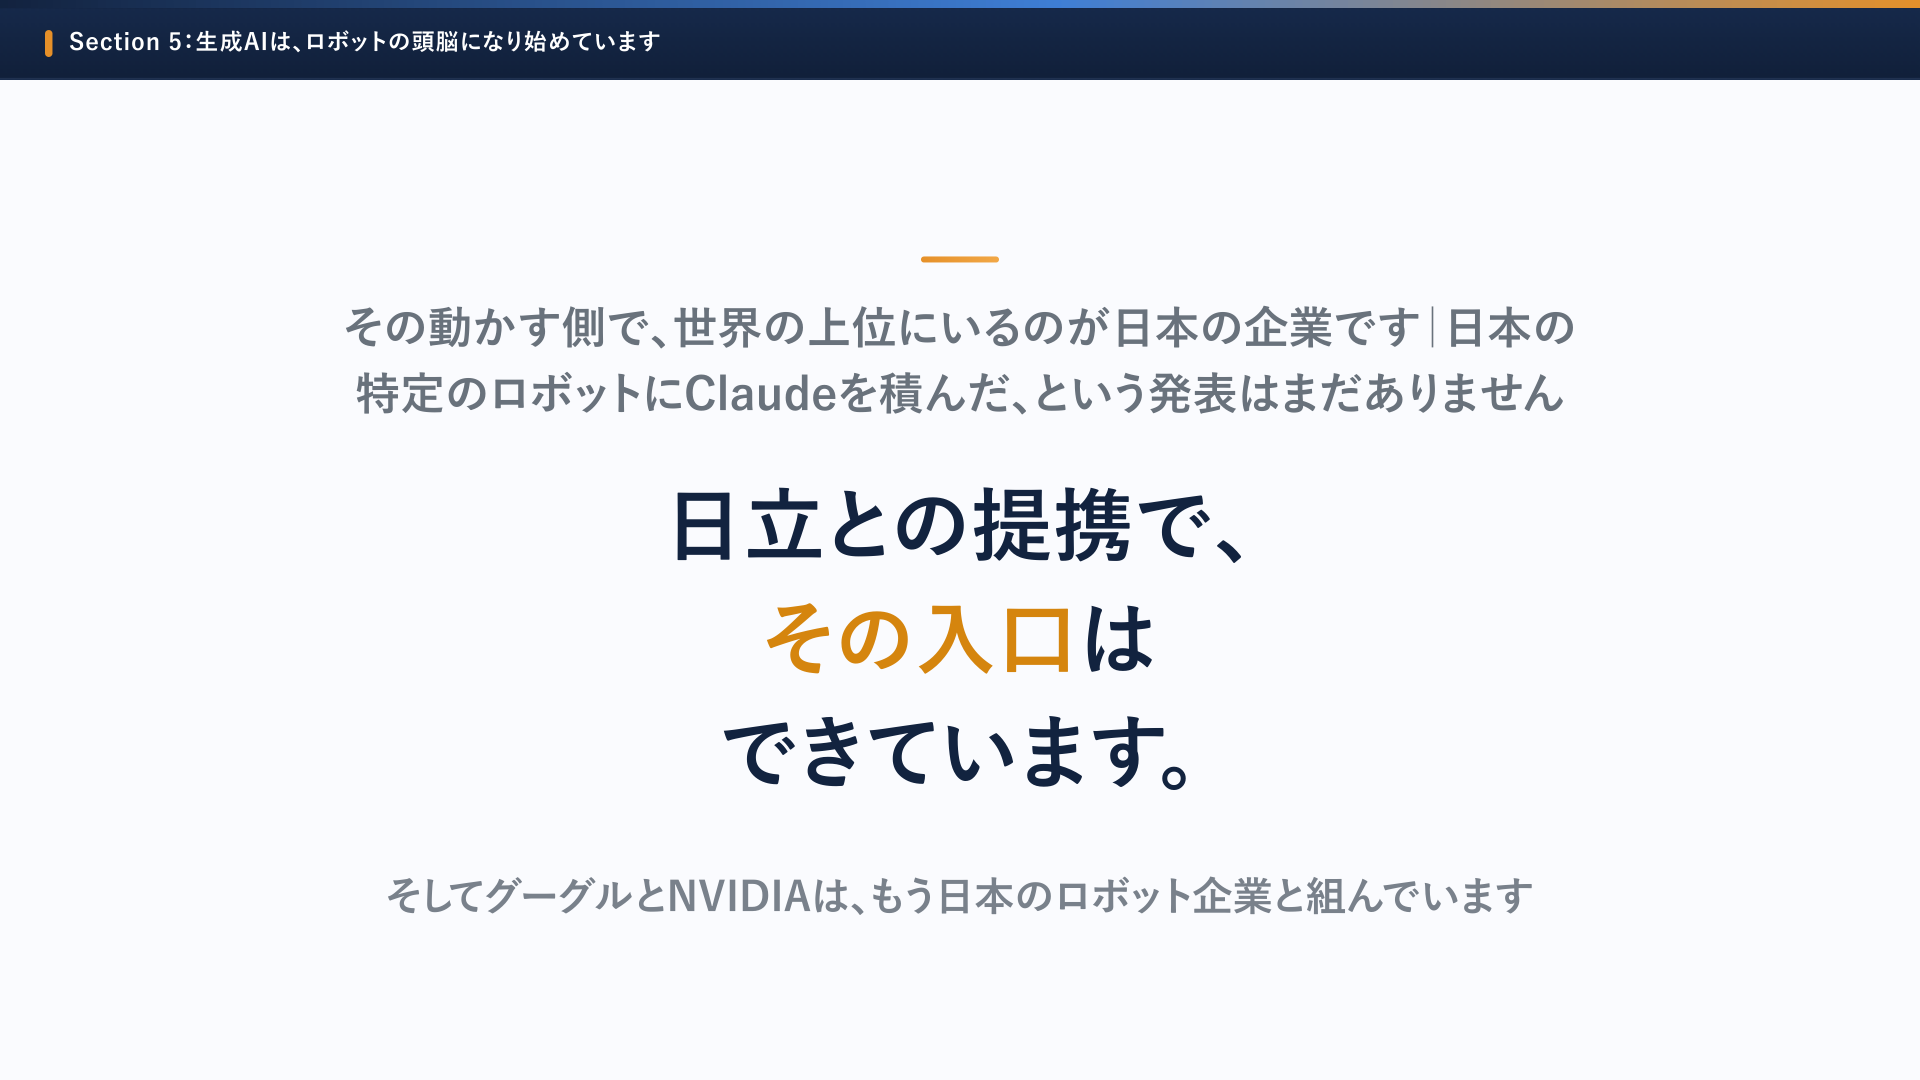 Section 5：生成AIは、ロボットの頭脳になり始めています
その動かす側で、世界の上位にいるのが日本の企業です｜日本の
特定のロボットにClaudeを積んだ、という発表はまだありません
日立との提携で、
その入口は
できています。
そしてグーグルとNVIDIAは、もう日本のロボット企業と組んでいます